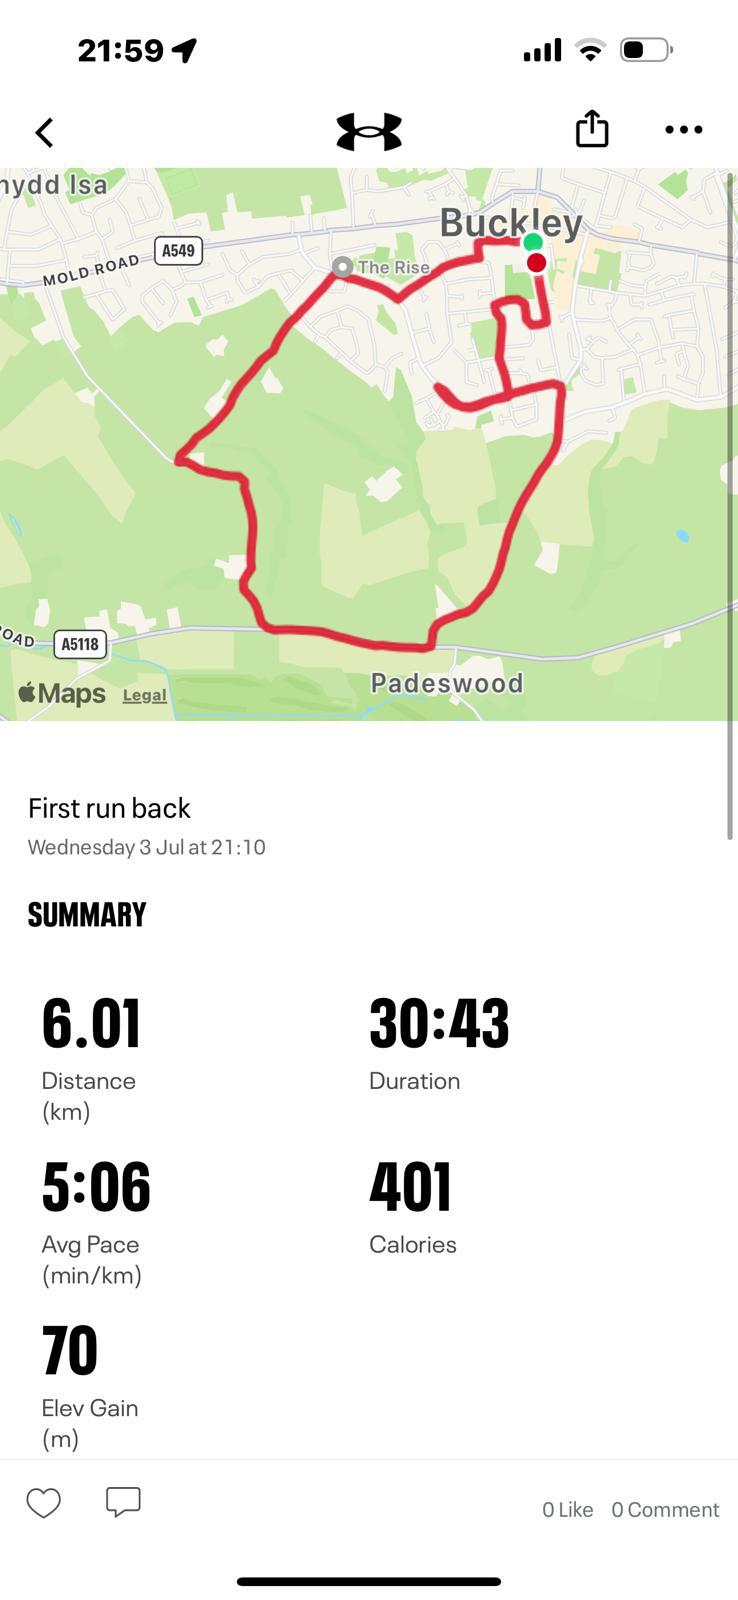 21:59
nydd Isa
Buckley
A549
MOLD ROAD
The Rise
OAD
A5118
Padeswood
Maps Legal
First run back
Wednesday 3 Jul at 21:10
SUMMARY
6.01 30:43
Distance Duration
(km)
5:06 401
Avg Pace Calories
(min/km)
70
Elev Gain
(m)
0 Like 0 Comment